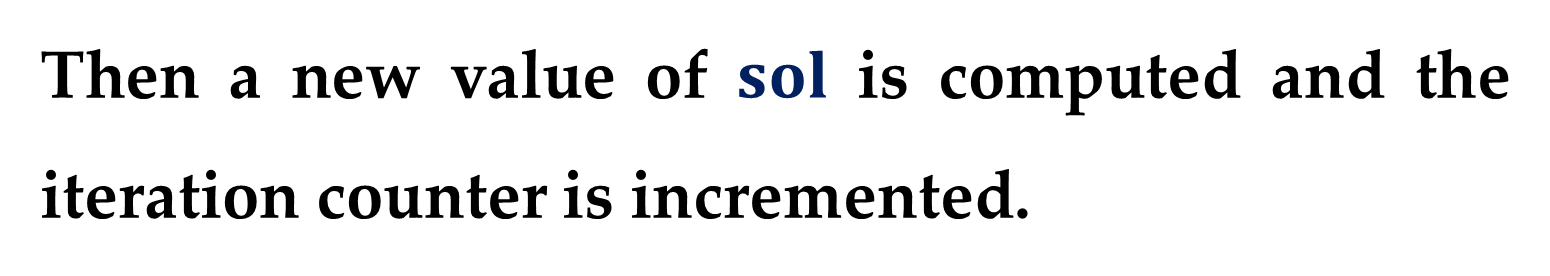 Then a new value of sol is computed and the
iteration counter is incremented.